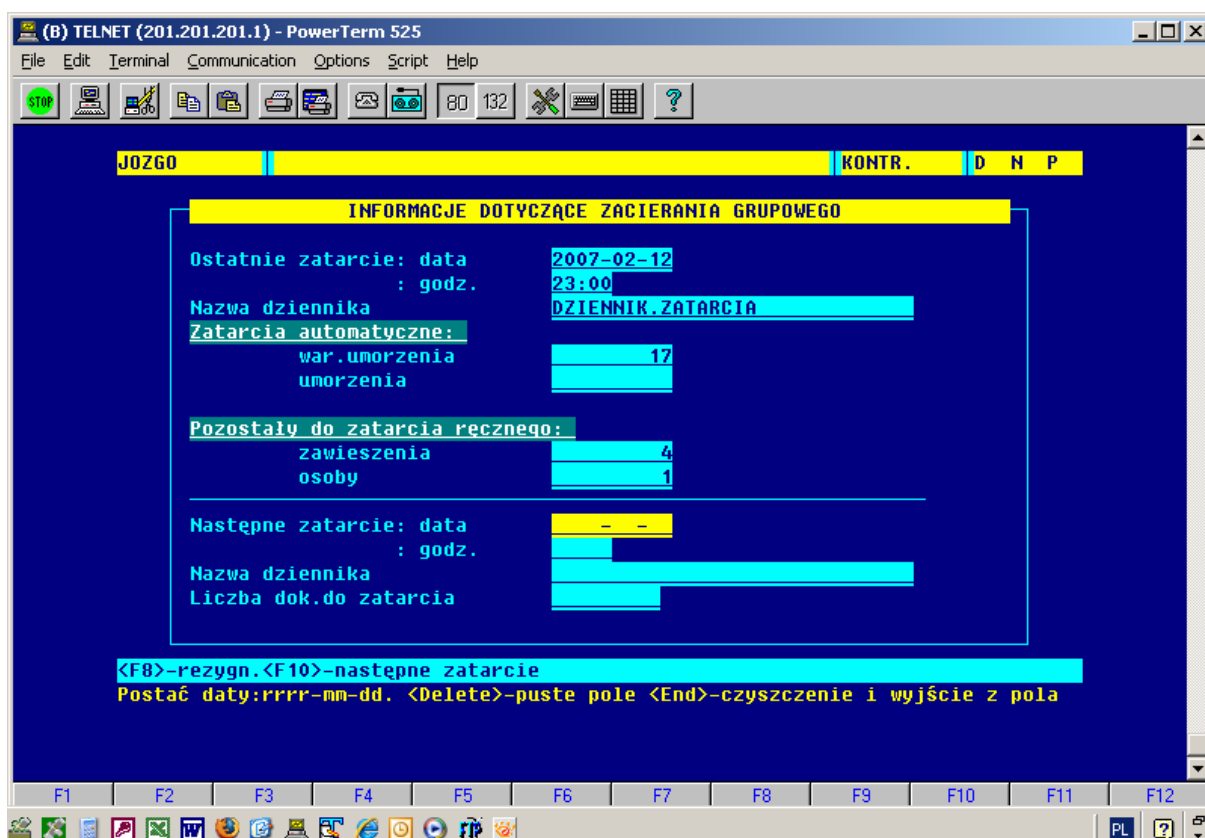 (B) TELNET (201.201.201.1) - PowerTerm 525
File Edit Terminal Communication Options Script Help
STOP 80 132 ?
JOZGO KONTR. D N P
INFORMACJE DOTYCZĄCE ZACIERANIA GRUPOWEGO
Ostatnie zatarcie: data 2007-02-12
: godz. 23:00
Nazwa dziennika DZIENNIK.ZATARCIA
Zatarcia automatyczne:
war.umorzenia 17
umorzenia
Pozostały do zatarcia ręcznego:
zawieszenia 4
osoby 1
Następne zatarcie: data - -
: godz.
Nazwa dziennika
Liczba dok.do zatarcia
<F8>-rezygn.<F10>-następne zatarcie
Postać daty:rrrr-mm-dd. <Delete>-puste pole <End>-czyszczenie i wyjście z pola
F1 F2 F3 F4 F5 F6 F7 F8 F9 F10 F11 F12
PL ?